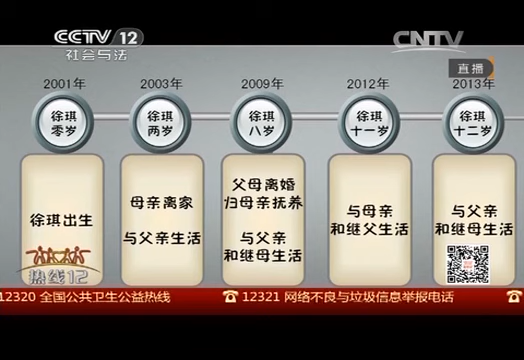 CCTV 12
社会与法
CNTV
直播
2001年
2003年
2009年
2012年
2013年
徐琪
零岁
徐琪
两岁
徐琪
八岁
徐琪
十一岁
徐琪
十二岁
徐琪出生
母亲离家
与父亲生活
父母离婚
归母亲抚养
与父亲
和继母生活
与母亲
和继父生活
与父亲
和继母生活
热线12
12320 全国公共卫生公益热线
12321 网络不良与垃圾信息举报电话